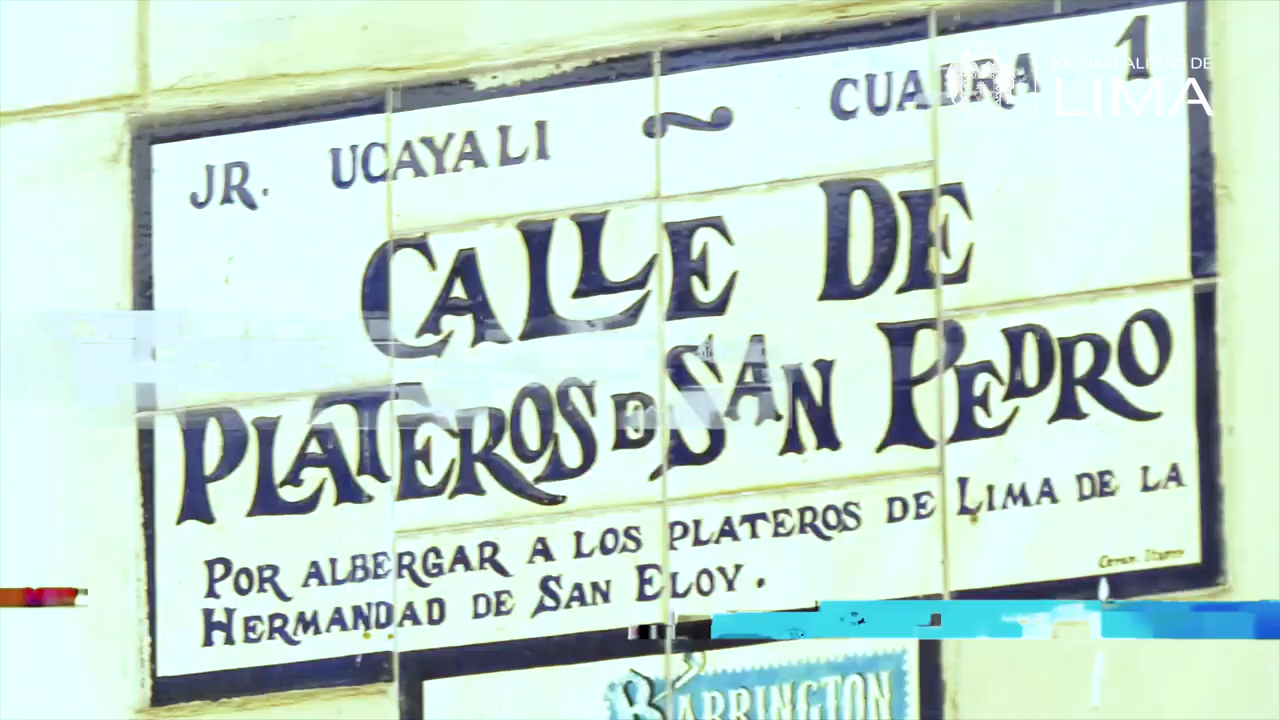 MUNICIPALIDAD DE
LIMA
JR. UCAYALI ~ CUADRA 1
CALLE DE
PLATEROS D SAN PEDRO
POR ALBERGAR A LOS PLATEROS DE LIMA DE LA
HERMANDAD DE SAN ELOY.
BARRINGTON